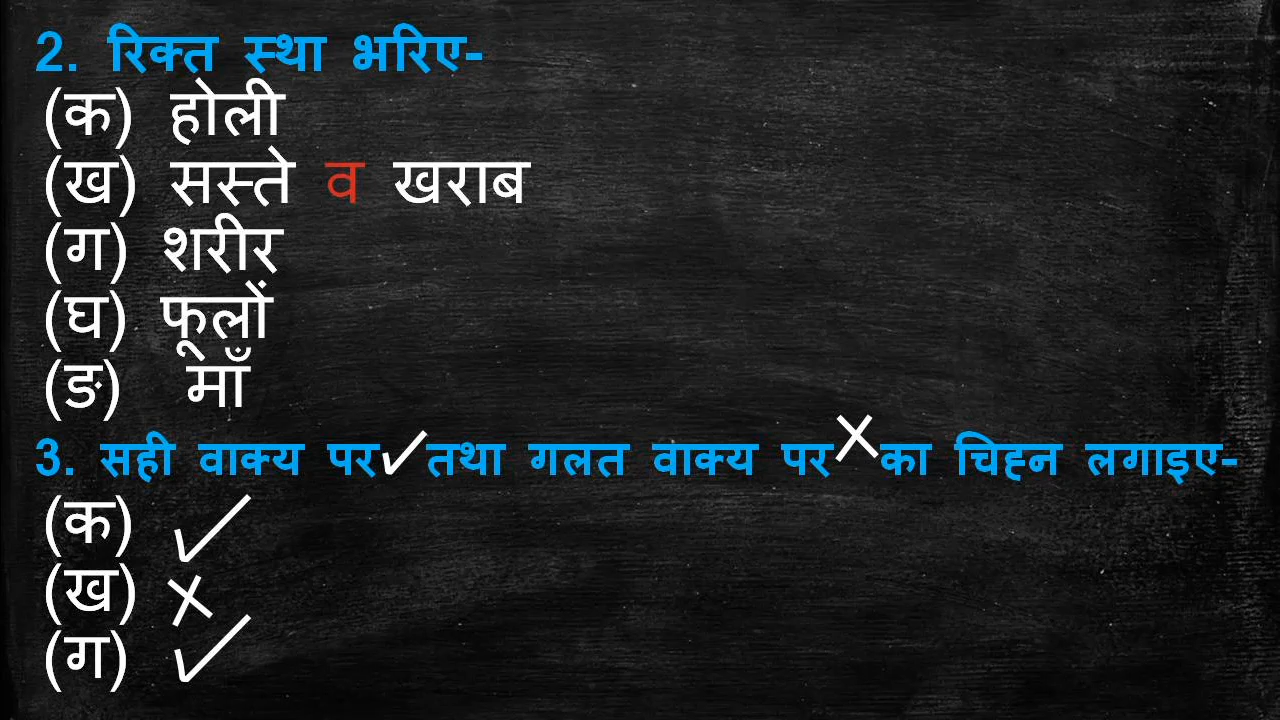 2. रिक्त स्था भरिए-
(क) होली
(ख) सस्ते व खराब
(ग) शरीर
(घ) फूलों
(ङ) माँ
3. सही वाक्य पर ✓ तथा गलत वाक्य पर ✗ का चिह्न लगाइए-
(क) ✓
(ख) ✗
(ग) ✓